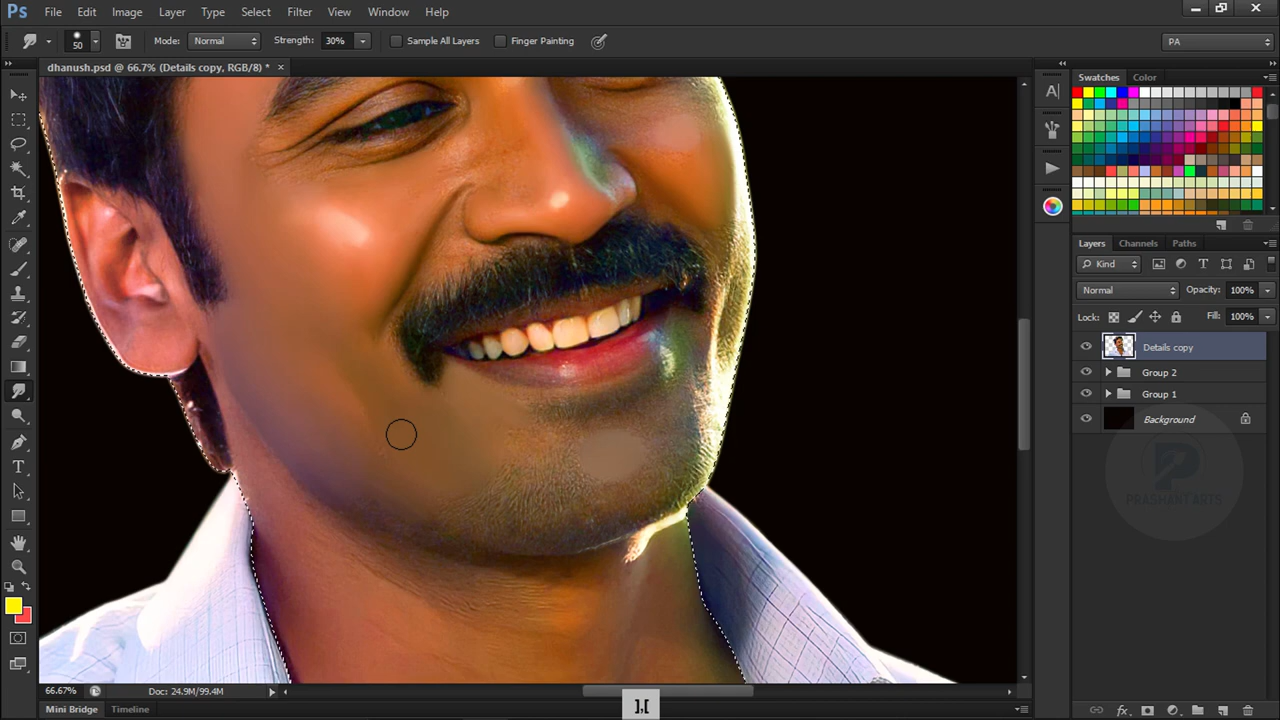 Ps File Edit Image Layer Type Select Filter View Window Help
50 Mode: Normal Strength: 30% Sample All Layers Finger Painting PA
dhanush.psd @ 66.7% (Details copy, RGB/8) * ×
Swatches Color
Layers Channels Paths
Kind
Normal Opacity: 100%
Lock: Fill: 100%
Details copy
Group 2
Group 1
Background
PRASHANT ARTS
66.67% Doc: 24.9M/99.4M
],[
Mini Bridge Timeline